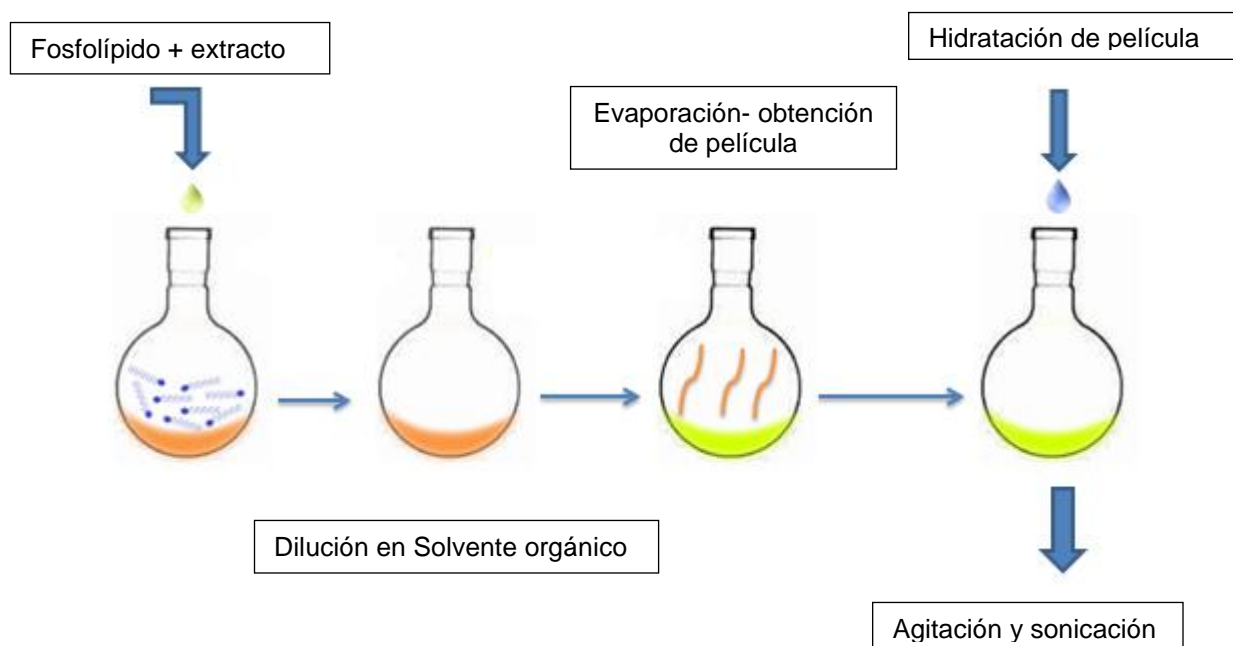 Fosfolípido + extracto
Hidratación de película
Evaporación- obtención
de película
Dilución en Solvente orgánico
Agitación y sonicación